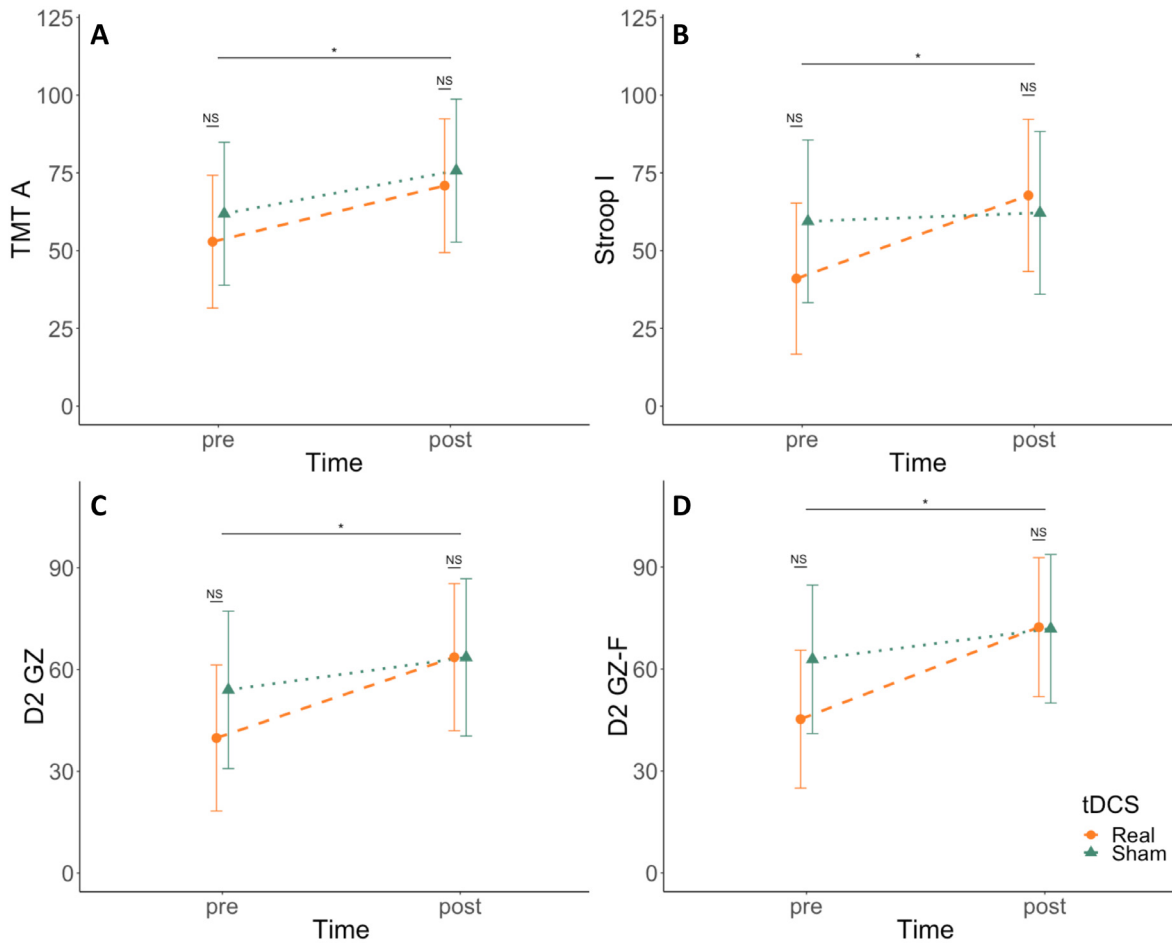 A
TMT A
125
100
75
50
25
0
*
NS
NS
pre
post
Time
B
Stroop I
125
100
75
50
25
0
*
NS
NS
pre
post
Time
C
D2 GZ
90
60
30
0
*
NS
NS
pre
post
Time
D
D2 GZ-F
90
60
30
0
*
NS
NS
pre
post
Time
tDCS
Real
Sham